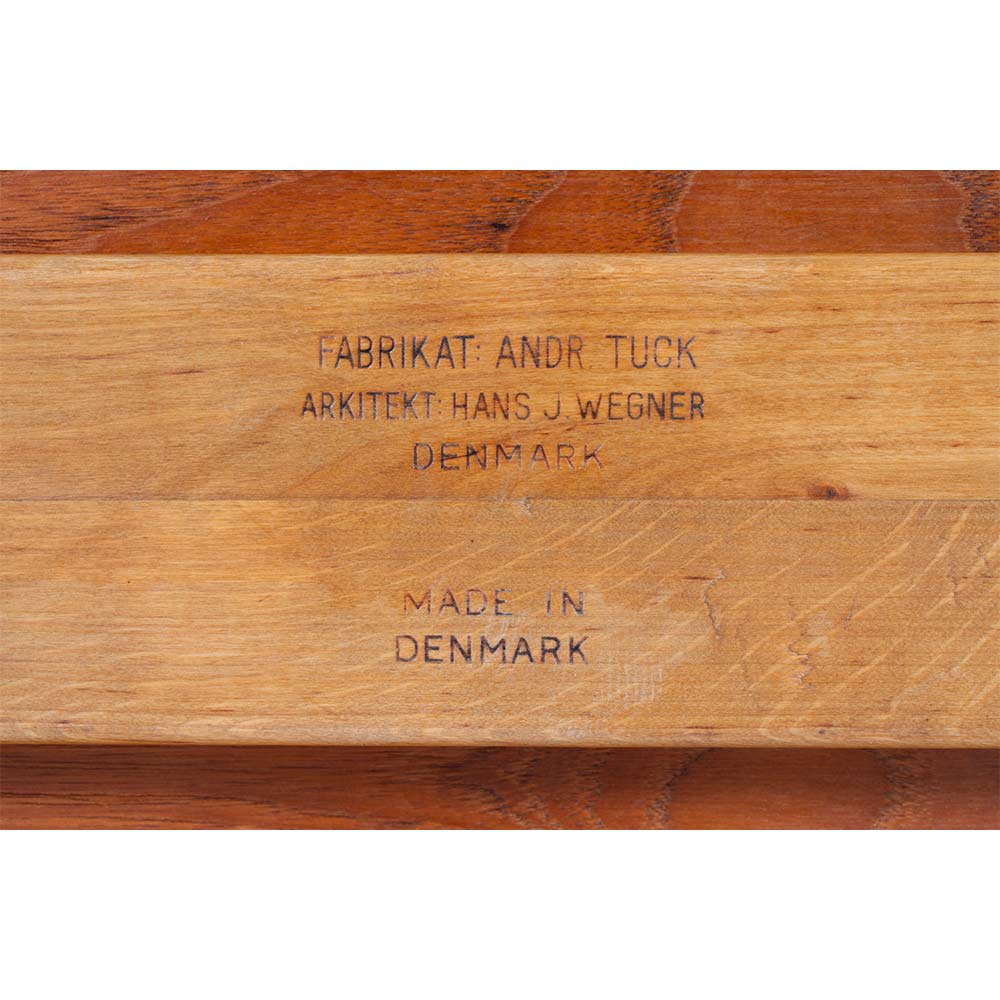 FABRIKAT: ANDR. TUCK
ARKITEKT: HANS J. WEGNER
DENMARK
MADE IN
DENMARK